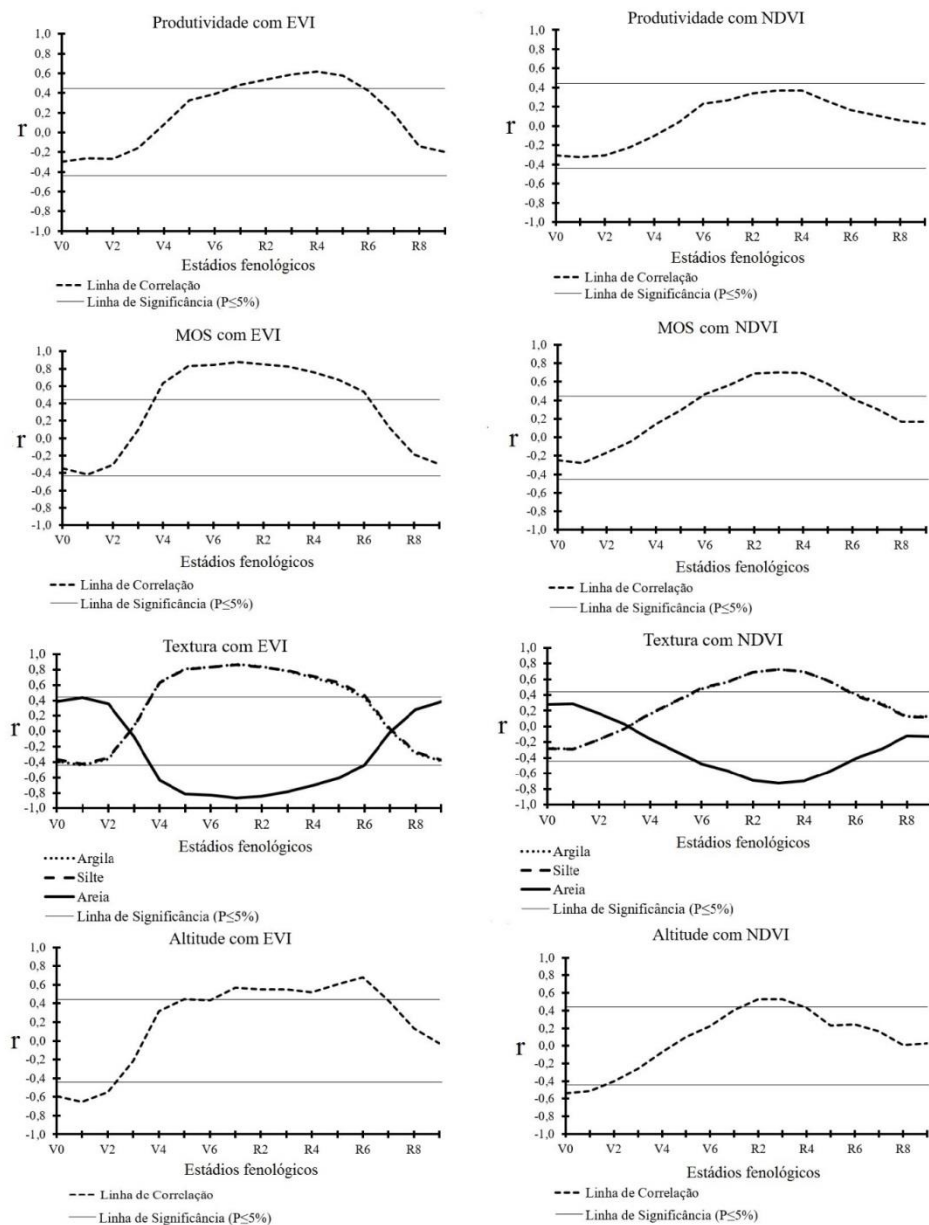 Produtividade com EVI
1,0
0,8
0,6
0,4
0,2
0,0
-0,2
-0,4
-0,6
-0,8
-1,0
r
V0 V2 V4 V6 R2 R4 R6 R8
Estádios fenológicos
Linha de Correlação
Linha de Significância (P≤5%)
Produtividade com NDVI
1,0
0,8
0,6
0,4
0,2
0,0
-0,2
-0,4
-0,6
-0,8
-1,0
r
V0 V2 V4 V6 R2 R4 R6 R8
Estádios fenológicos
Linha de Correlação
Linha de Significância (P≤5%)
MOS com EVI
1,0
0,8
0,6
0,4
0,2
0,0
-0,2
-0,4
-0,6
-0,8
-1,0
r
V0 V2 V4 V6 R2 R4 R6 R8
Estádios fenológicos
Linha de Correlação
Linha de Significância (P≤5%)
MOS com NDVI
1,0
0,8
0,6
0,4
0,2
0,0
-0,2
-0,4
-0,6
-0,8
-1,0
r
V0 V2 V4 V6 R2 R4 R6 R8
Estádios fenológicos
Linha de Correlação
Linha de Significância (P≤5%)
Textura com EVI
1,0
0,8
0,6
0,4
0,2
0,0
-0,2
-0,4
-0,6
-0,8
-1,0
r
V0 V2 V4 V6 R2 R4 R6 R8
Estádios fenológicos
Argila
Silte
Areia
Linha de Significância (P≤5%)
Textura com NDVI
1,0
0,8
0,6
0,4
0,2
0,0
-0,2
-0,4
-0,6
-0,8
-1,0
r
V0 V2 V4 V6 R2 R4 R6 R8
Estádios fenológicos
Argila
Silte
Areia
Linha de Significância (P≤5%)
Altitude com EVI
1,0
0,8
0,6
0,4
0,2
0,0
-0,2
-0,4
-0,6
-0,8
-1,0
r
V0 V2 V4 V6 R2 R4 R6 R8
Estádios fenológicos
Linha de Correlação
Linha de Significância (P≤5%)
Altitude com NDVI
1,0
0,8
0,6
0,4
0,2
0,0
-0,2
-0,4
-0,6
-0,8
-1,0
r
V0 V2 V4 V6 R2 R4 R6 R8
Estádios fenológicos
Linha de Correlação
Linha de Significância (P≤5%)